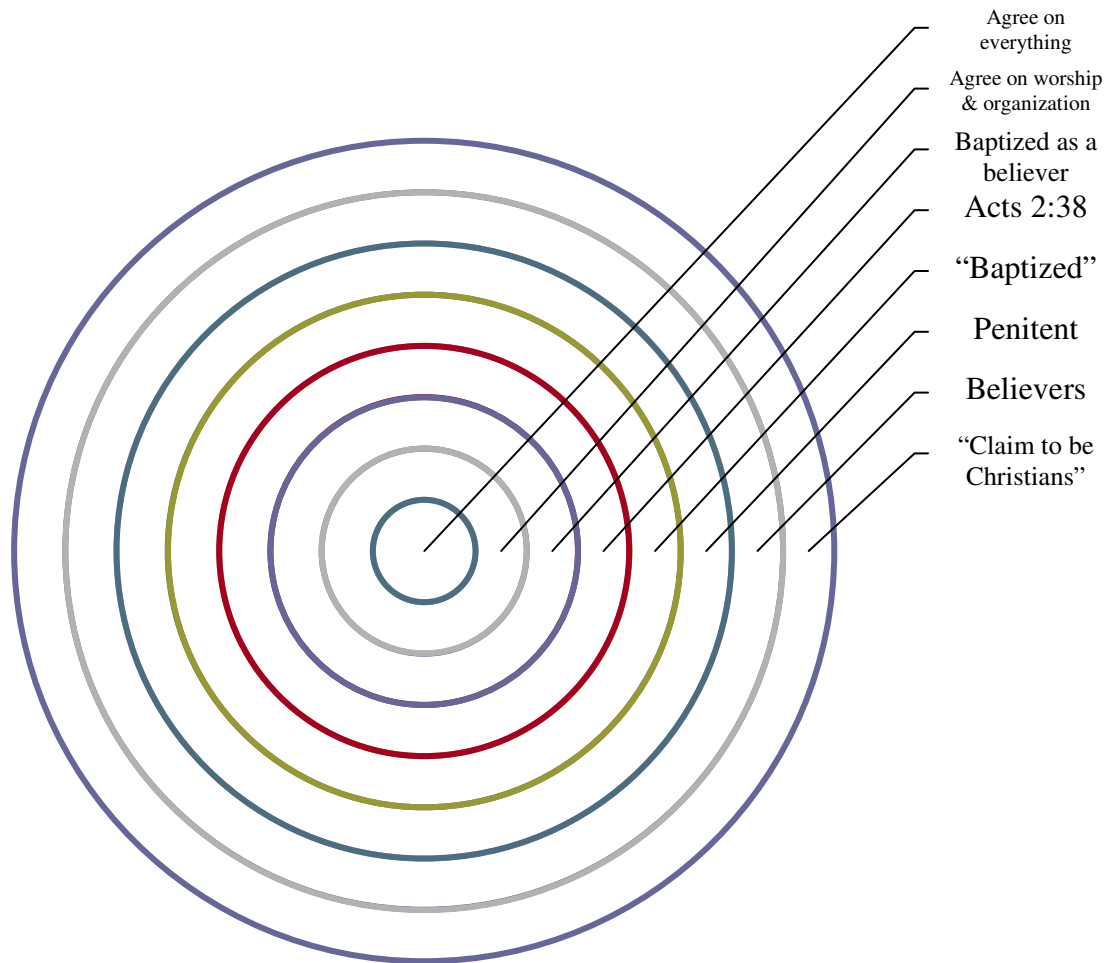 Agree on
everything
Agree on worship
& organization
Baptized as a
believer
Acts 2:38
“Baptized”
Penitent
Believers
“Claim to be
Christians”